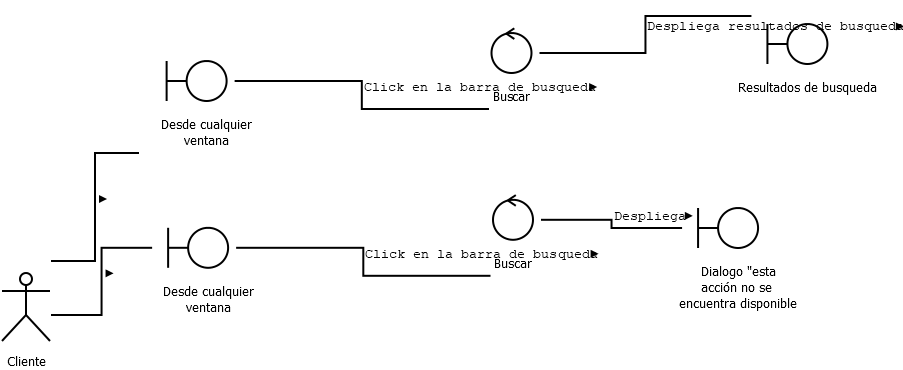 Despliega resultados de busqueda
Resultados de busqueda
Click en la barra de busqueda
Buscar
Desde cualquier
ventana
Despliega
Click en la barra de busqueda
Buscar
Desde cualquier
ventana
Dialogo "esta
acción no se
encuentra disponible
Cliente